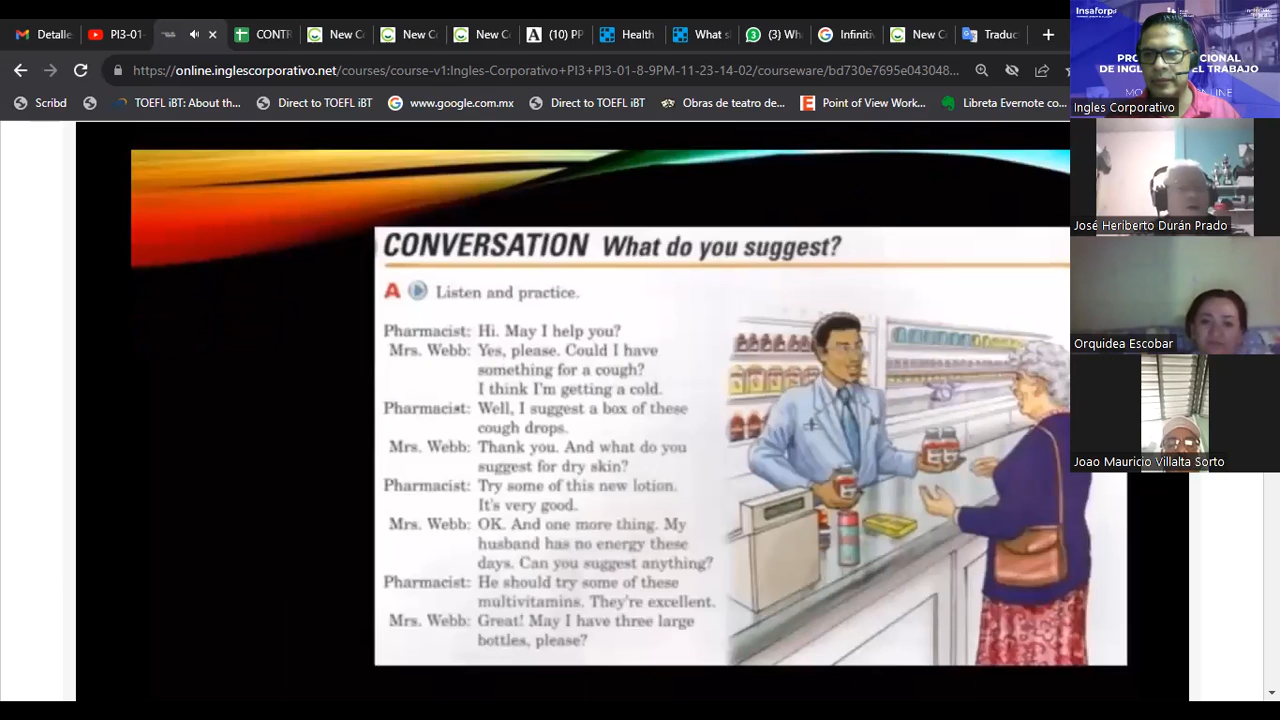 Detalle
PI3-01-
CONTR
New Co
New Co
New Co
(10) PP
Health
What s
(3) Wh
Infiniti
New C
Traduc
https://online.inglescorporativo.net/courses/course-v1:Ingles-Corporativo+PI3+PI3-01-8-9PM-11-23-14-02/courseware/bd730e7695e043048...
Scribd
TOEFL iBT: About th...
Direct to TOEFL iBT
www.google.com.mx
Direct to TOEFL iBT
Obras de teatro de...
Point of View Work...
Libreta Evernote co...
CONVERSATION What do you suggest?
A Listen and practice.
Pharmacist: Hi. May I help you?
Mrs. Webb: Yes, please. Could I have
something for a cough?
I think I'm getting a cold.
Pharmacist: Well, I suggest a box of these
cough drops.
Mrs. Webb: Thank you. And what do you
suggest for dry skin?
Pharmacist: Try some of this new lotion.
It's very good.
Mrs. Webb: OK. And one more thing. My
husband has no energy these
days. Can you suggest anything?
Pharmacist: He should try some of these
multivitamins. They're excellent.
Mrs. Webb: Great! May I have three large
bottles, please?
Insaforp
DE INGL EL TRABAJO
Ingles Corporativo
José Heriberto Durán Prado
Orquidea Escobar
Joao Mauricio Villalta Sorto